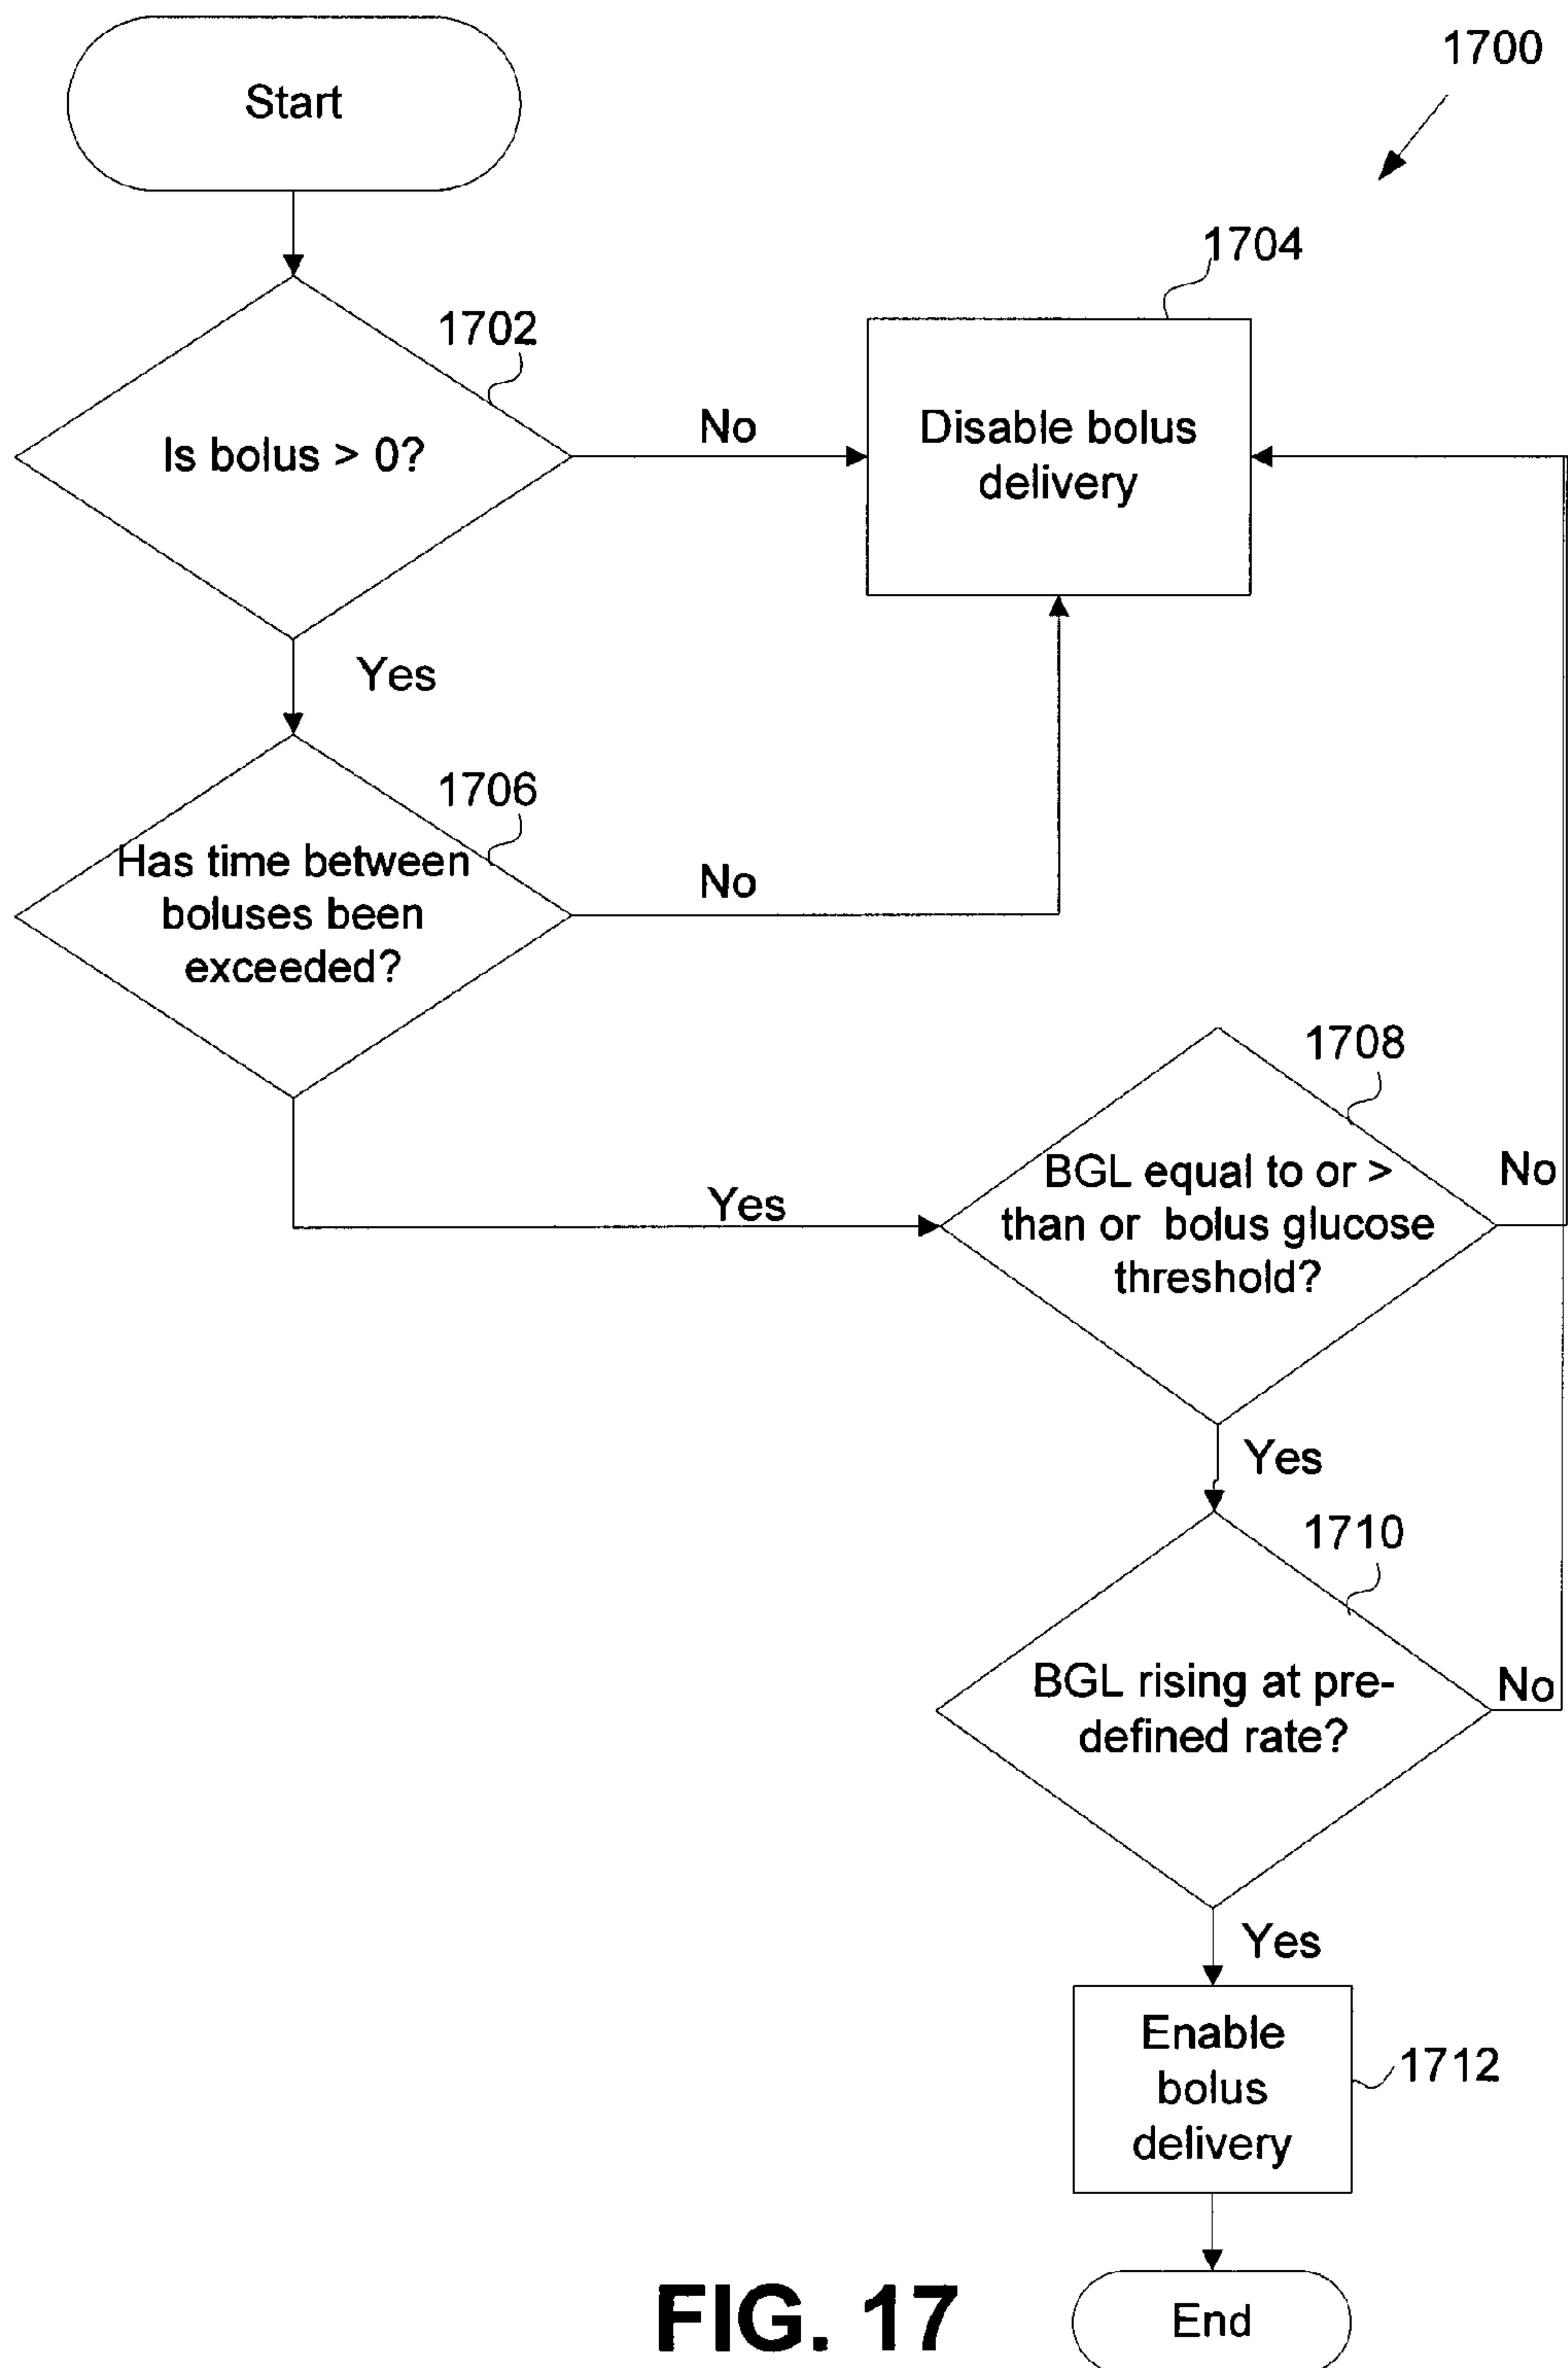 Start
1700
1702
1704
Is bolus > 0?
No
Disable bolus
delivery
Yes
1706
Has time between
boluses been
exceeded?
No
1708
Yes
BGL equal to or >
than or bolus glucose
threshold?
No
Yes
1710
BGL rising at pre-
defined rate?
No
Yes
Enable
bolus
delivery
1712
FIG. 17
End